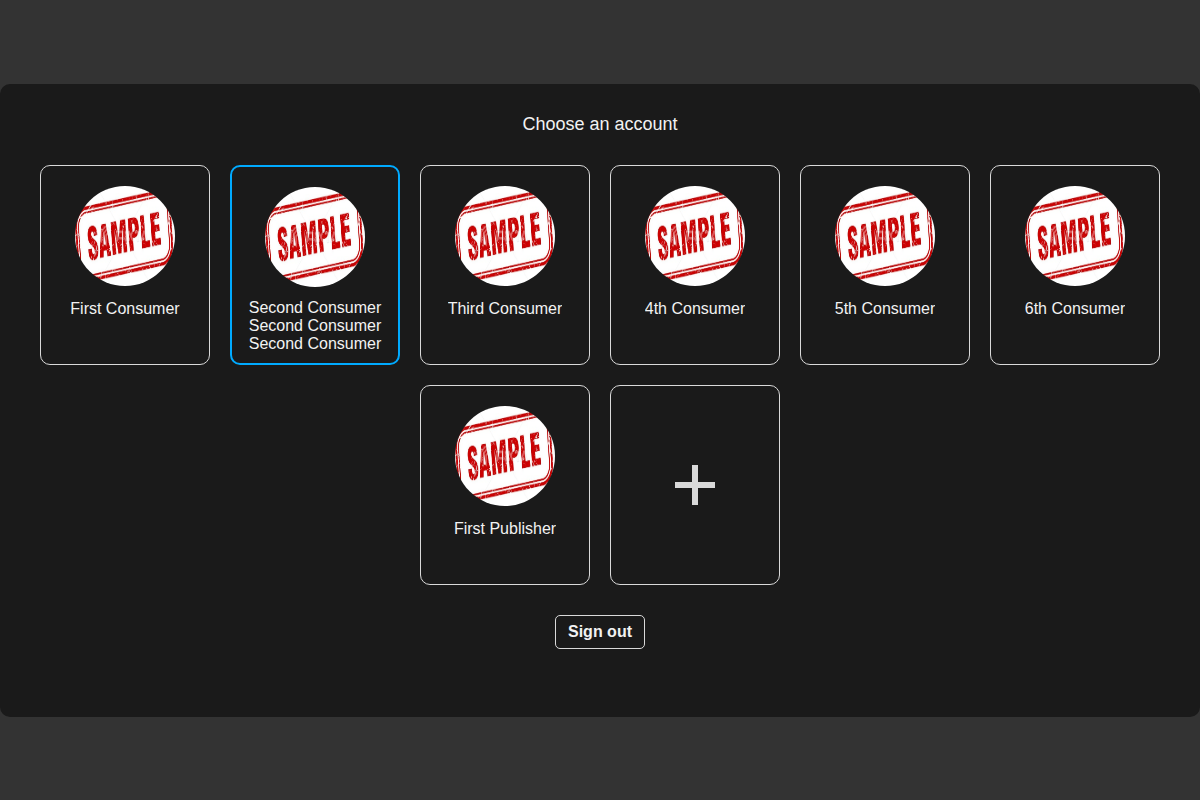 Choose an account
SAMPLE
SAMPLE
SAMPLE
SAMPLE
SAMPLE
SAMPLE
First Consumer
Second Consumer
Second Consumer
Second Consumer
Third Consumer
4th Consumer
5th Consumer
6th Consumer
SAMPLE
First Publisher
Sign out